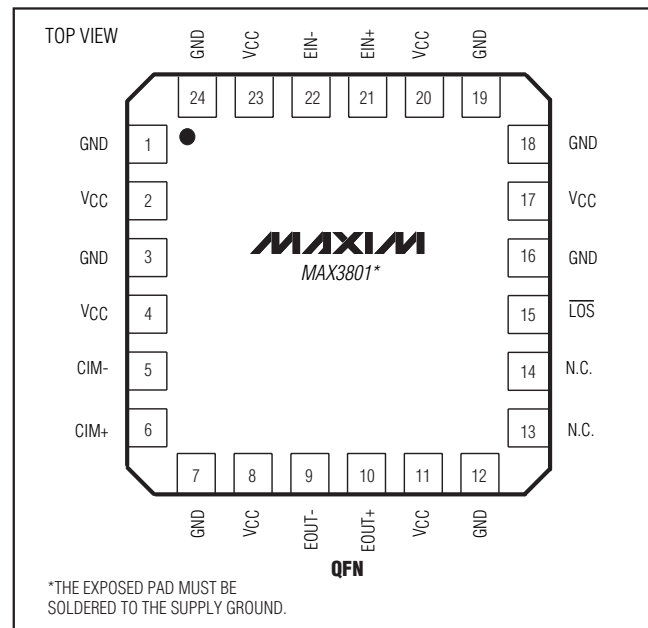 TOP VIEW
GND VCC EIN- EIN+ VCC GND
24 23 22 21 20 19
GND 1 18 GND
VCC 2 17 VCC
GND 3 16 GND
VCC 4 15 LOS
CIM- 5 14 N.C.
CIM+ 6 13 N.C.
MAXIM
MAX3801*
7 8 9 10 11 12
GND VCC EOUT- EOUT+ VCC GND
QFN
*THE EXPOSED PAD MUST BE
SOLDERED TO THE SUPPLY GROUND.